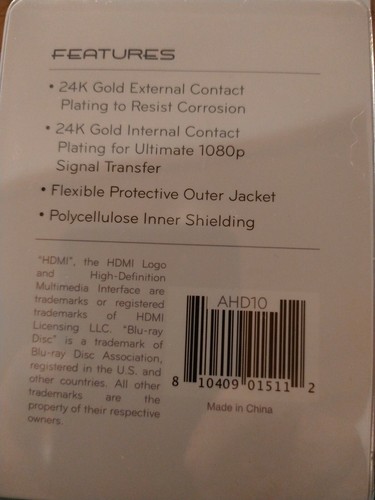 FEATURES
• 24K Gold External Contact
Plating to Resist Corrosion
• 24K Gold Internal Contact
Plating for Ultimate 1080p
Signal Transfer
• Flexible Protective Outer Jacket
• Polycellulose Inner Shielding
"HDMI", the HDMI Logo
and High-Definition
Multimedia Interface are
trademarks or registered
trademarks of HDMI
Licensing LLC. "Blu-ray
Disc" is a trademark of
Blu-ray Disc Association,
registered in the U.S. and
other countries. All other
trademarks are the
property of their respective
owners.
AHD10
8 10409 01511 2
Made in China